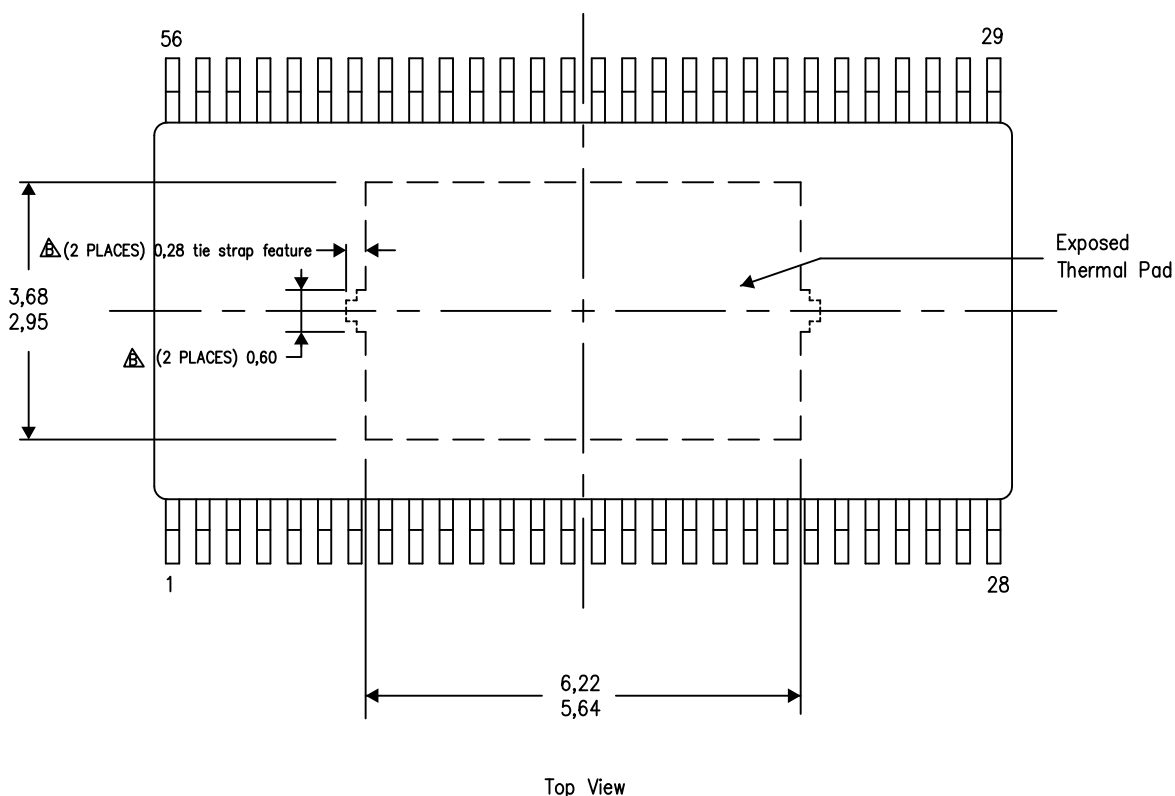 56
29
B (2 PLACES) 0,28 tie strap feature
Exposed
Thermal Pad
3,68
2,95
B (2 PLACES) 0,60
1
28
6,22
5,64
Top View